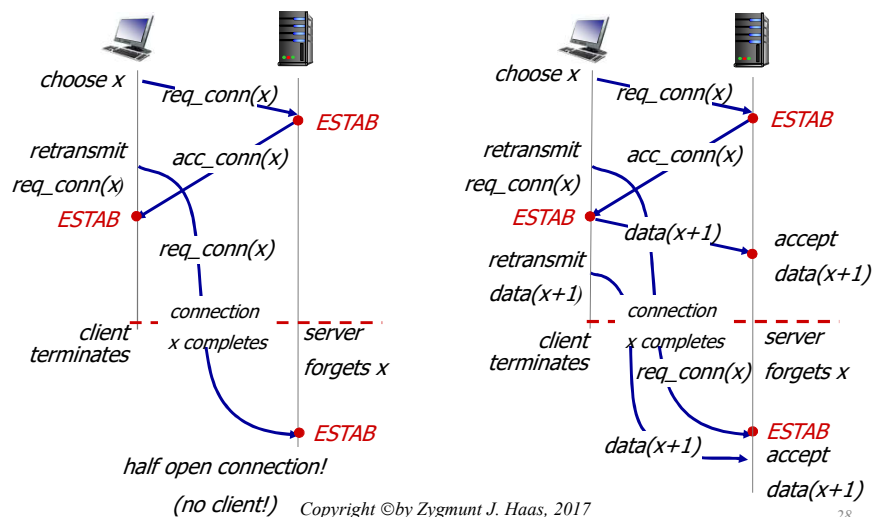 choose x
req_conn(x)
ESTAB
retransmit
acc_conn(x)
req_conn(x)
ESTAB
req_conn(x)
connection
client
terminates
x completes
server
forgets x
ESTAB
half open connection!
(no client!)
choose x
req_conn(x)
ESTAB
retransmit
acc_conn(x)
req_conn(x)
ESTAB
data(x+1)
accept
data(x+1)
retransmit
data(x+1)
connection
client
terminates
x completes
server
req_conn(x)
forgets x
ESTAB
data(x+1)
accept
data(x+1)
Copyright ©by Zygmunt J. Haas, 2017
28